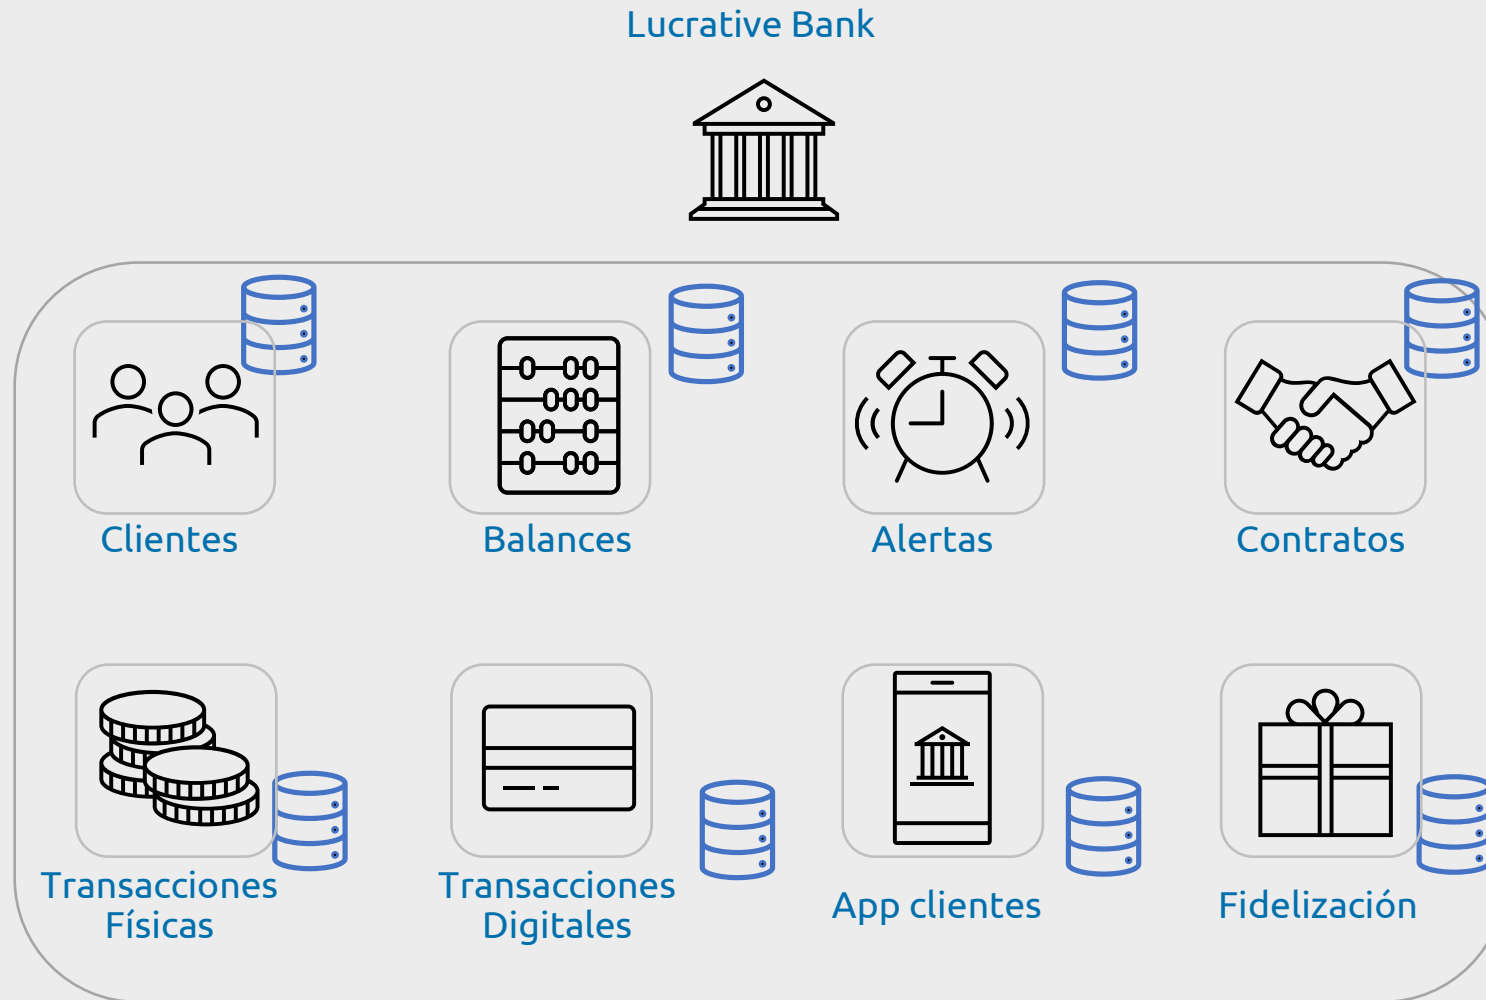 Lucrative Bank
Clientes
Balances
Alertas
Contratos
Transacciones
Físicas
Transacciones
Digitales
App clientes
Fidelización